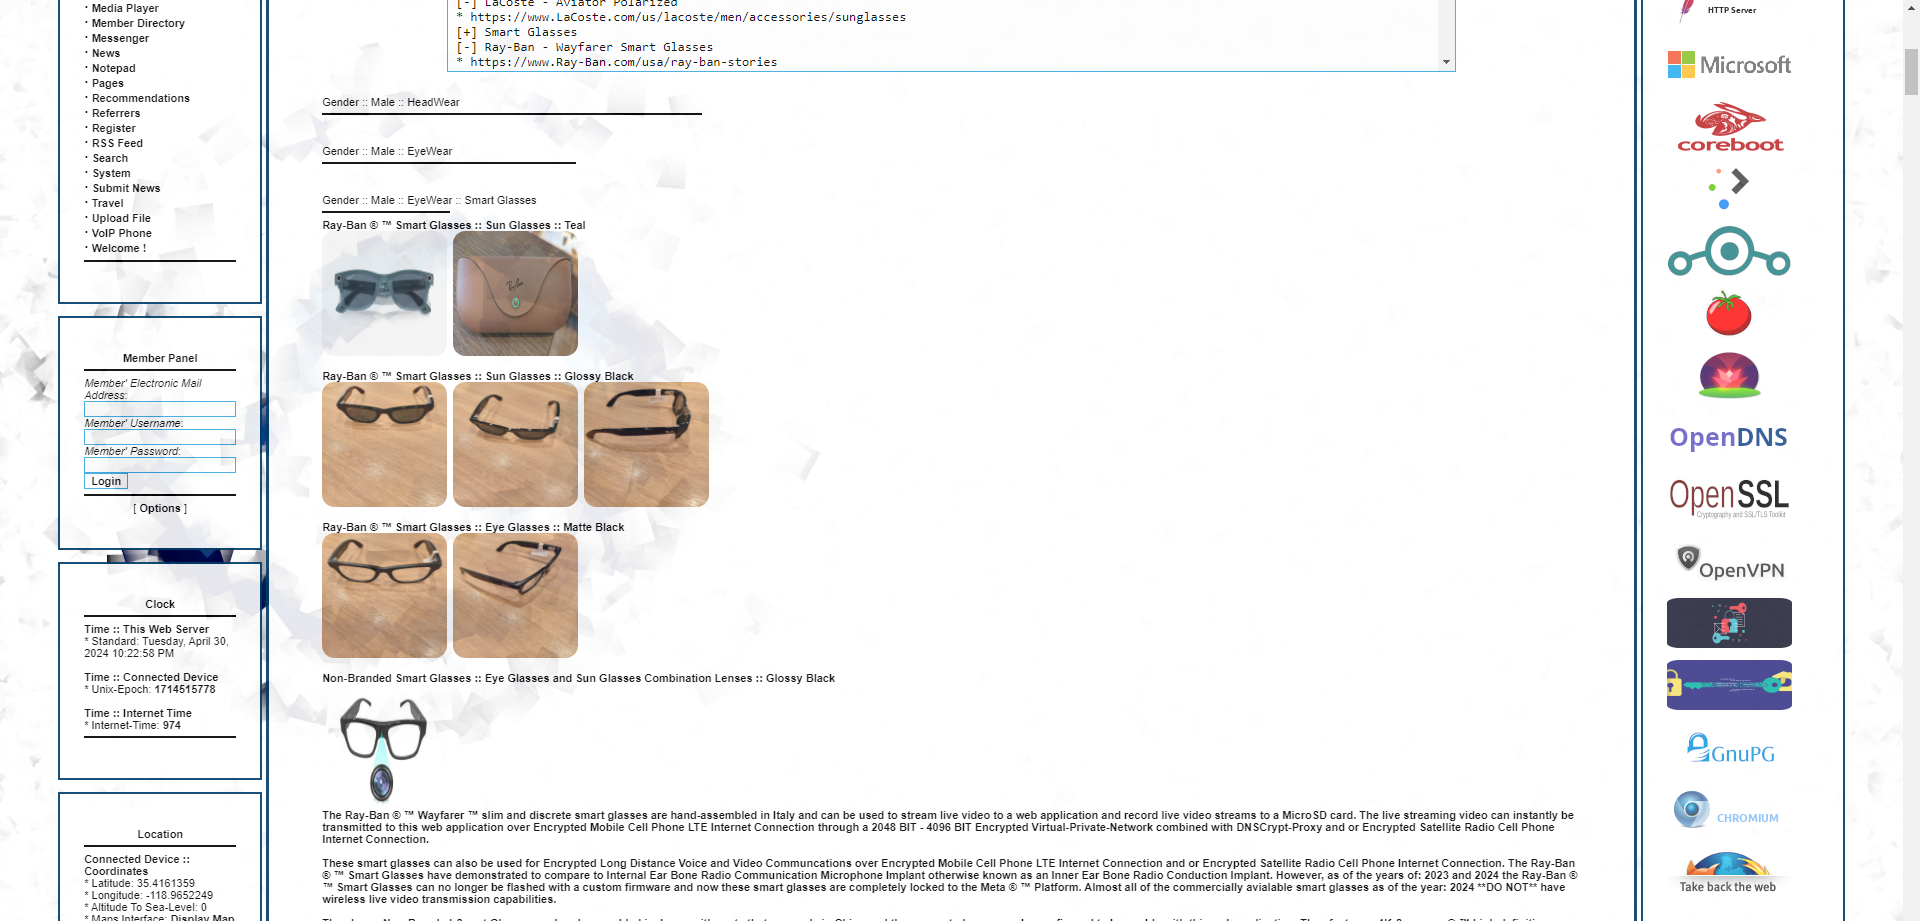 · Media Player
· Member Directory
· Messenger
· News
· Notepad
· Pages
· Recommendations
· Referrers
· Register
· RSS Feed
· Search
· System
· Submit News
· Travel
· Upload File
· VoIP Phone
· Welcome !
Member Panel
Member' Electronic Mail
Address:
Member' Username:
Member' Password:
Login
[ Options ]
Clock
Time :: This Web Server
* Standard: Tuesday, April 30,
2024 10:22:58 PM
Time :: Connected Device
* Unix-Epoch: 1714515778
Time :: Internet Time
* Internet-Time: 974
Location
Connected Device ::
Coordinates
* Latitude: 35.4161359
* Longitude: -118.9652249
* Altitude To Sea-Level: 0
* Maps Interface: Display Map
[-] LaCoste - Aviator Polarized
* https://www.LaCoste.com/us/lacoste/men/accessories/sunglasses
[+] Smart Glasses
[-] Ray-Ban - Wayfarer Smart Glasses
* https://www.Ray-Ban.com/usa/ray-ban-stories
Gender :: Male :: HeadWear
Gender :: Male :: EyeWear
Gender :: Male :: EyeWear :: Smart Glasses
Ray-Ban ® ™ Smart Glasses :: Sun Glasses :: Teal
Ray-Ban
Ray-Ban ® ™ Smart Glasses :: Sun Glasses :: Glossy Black
Ray-Ban ® ™ Smart Glasses :: Eye Glasses :: Matte Black
Non-Branded Smart Glasses :: Eye Glasses and Sun Glasses Combination Lenses :: Glossy Black
The Ray-Ban ® ™ Wayfarer ™ slim and discrete smart glasses are hand-assembled in Italy and can be used to stream live video to a web application and record live video streams to a MicroSD card. The live streaming video can instantly be
transmitted to this web application over Encrypted Mobile Cell Phone LTE Internet Connection through a 2048 BIT - 4096 BIT Encrypted Virtual-Private-Network combined with DNSCrypt-Proxy and or Encrypted Satellite Radio Cell Phone
Internet Connection.
These smart glasses can also be used for Encrypted Long Distance Voice and Video Communcations over Encrypted Mobile Cell Phone LTE Internet Connection and or Encrypted Satellite Radio Cell Phone Internet Connection. The Ray-Ban
® ™ Smart Glasses have demonstrated to compare to Internal Ear Bone Radio Communication Microphone Implant otherwise known as an Inner Ear Bone Radio Conduction Implant. However, as of the years of: 2023 and 2024 the Ray-Ban ®
™ Smart Glasses can no longer be flashed with a custom firmware and now these smart glasses are completely locked to the Meta ® ™ Platform. Almost all of the commercially avialable smart glasses as of the year: 2024 **DO NOT** have
wireless live video transmission capabilities.
HTTP Server
Microsoft
coreboot
OpenDNS
OpenSSL
Cryptography and SSL/TLS Toolkit
OpenVPN
GnuPG
CHROMIUM
Take back the web